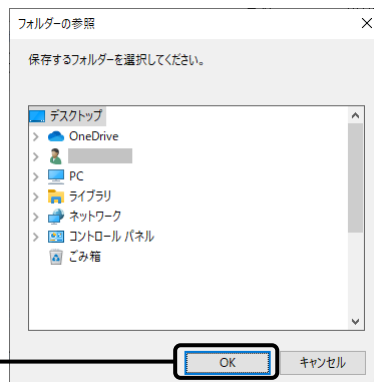 フォルダーの参照
保存するフォルダーを選択してください。
デスクトップ
OneDrive
PC
ライブラリ
ネットワーク
コントロール パネル
ごみ箱
OK キャンセル